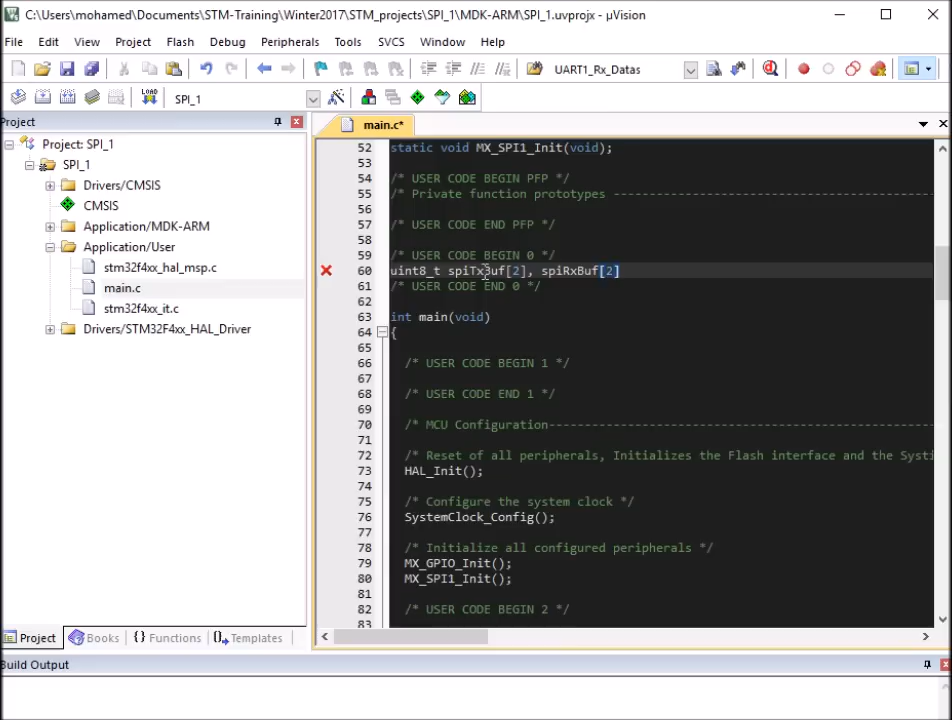 C:\Users\mohamed\Documents\STM-Training\Winter2017\STM_projects\SPI_1\MDK-ARM\SPI_1.uvprojx - µVision
File Edit View Project Flash Debug Peripherals Tools SVCS Window Help
UART1_Rx_Datas
LOAD SPI_1
Project
main.c*
Project: SPI_1
SPI_1
Drivers/CMSIS
CMSIS
Application/MDK-ARM
Application/User
stm32f4xx_hal_msp.c
main.c
stm32f4xx_it.c
Drivers/STM32F4xx_HAL_Driver
52 static void MX_SPI1_Init(void);
53
54 /* USER CODE BEGIN PFP */
55 /* Private function prototypes -----------------------------------------------
56
57 /* USER CODE END PFP */
58
59 /* USER CODE BEGIN 0 */
60 uint8_t spiTxBuf[2], spiRxBuf[2]
61 /* USER CODE END 0 */
62
63 int main(void)
64 {
65
66 /* USER CODE BEGIN 1 */
67
68 /* USER CODE END 1 */
69
70 /* MCU Configuration----------------------------------------------------------
71
72 /* Reset of all peripherals, Initializes the Flash interface and the Systi
73 HAL_Init();
74
75 /* Configure the system clock */
76 SystemClock_Config();
77
78 /* Initialize all configured peripherals */
79 MX_GPIO_Init();
80 MX_SPI1_Init();
81
82 /* USER CODE BEGIN 2 */
83
Project Books {} Functions 0 Templates
Build Output